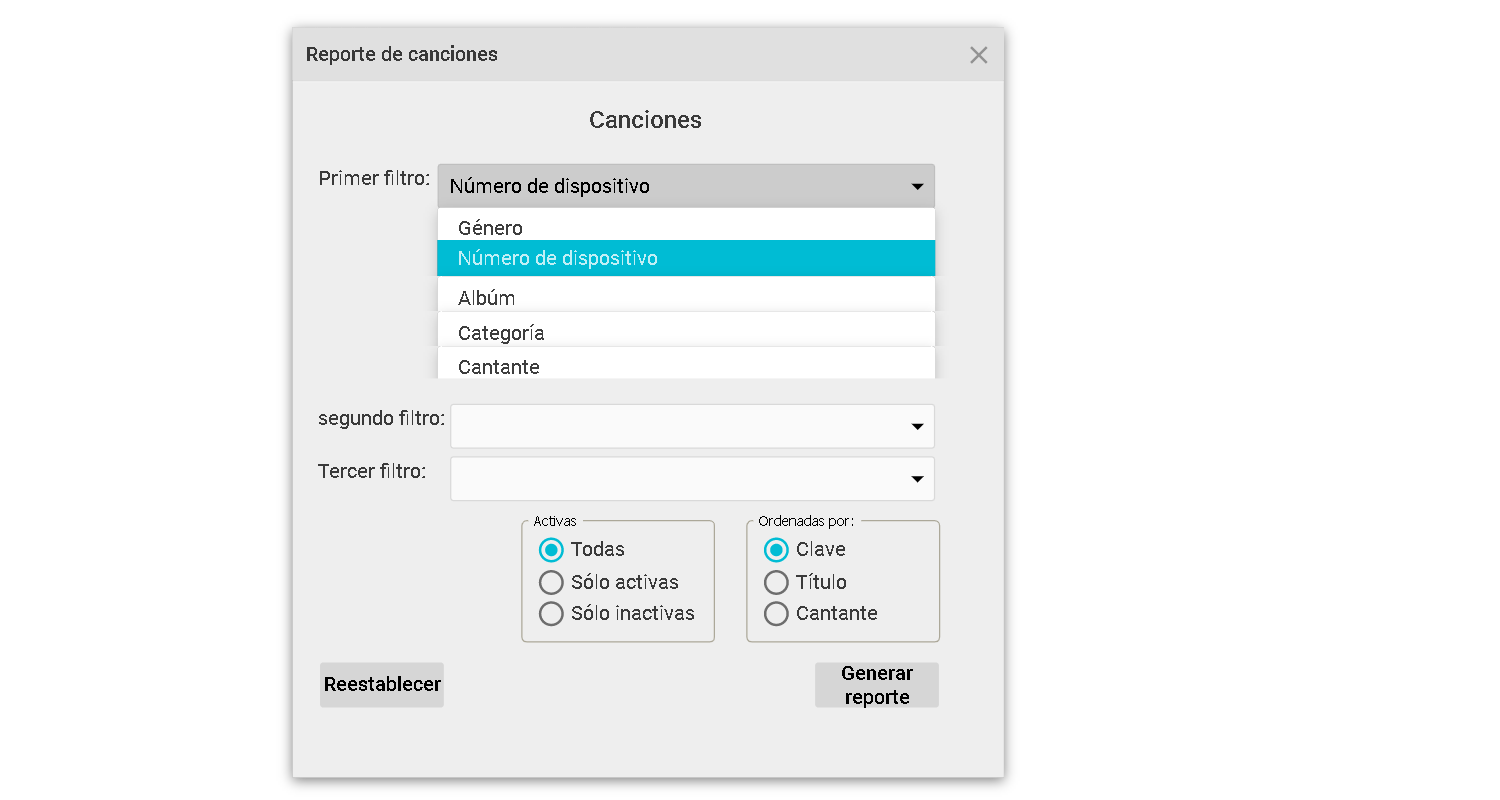 Reporte de canciones
Canciones
Primer filtro:
Número de dispositivo
Género
Número de dispositivo
Albúm
Categoría
Cantante
segundo filtro:
Tercer filtro:
Activas
Todas
Sólo activas
Sólo inactivas
Ordenadas por:
Clave
Título
Cantante
Reestablecer
Generar
reporte